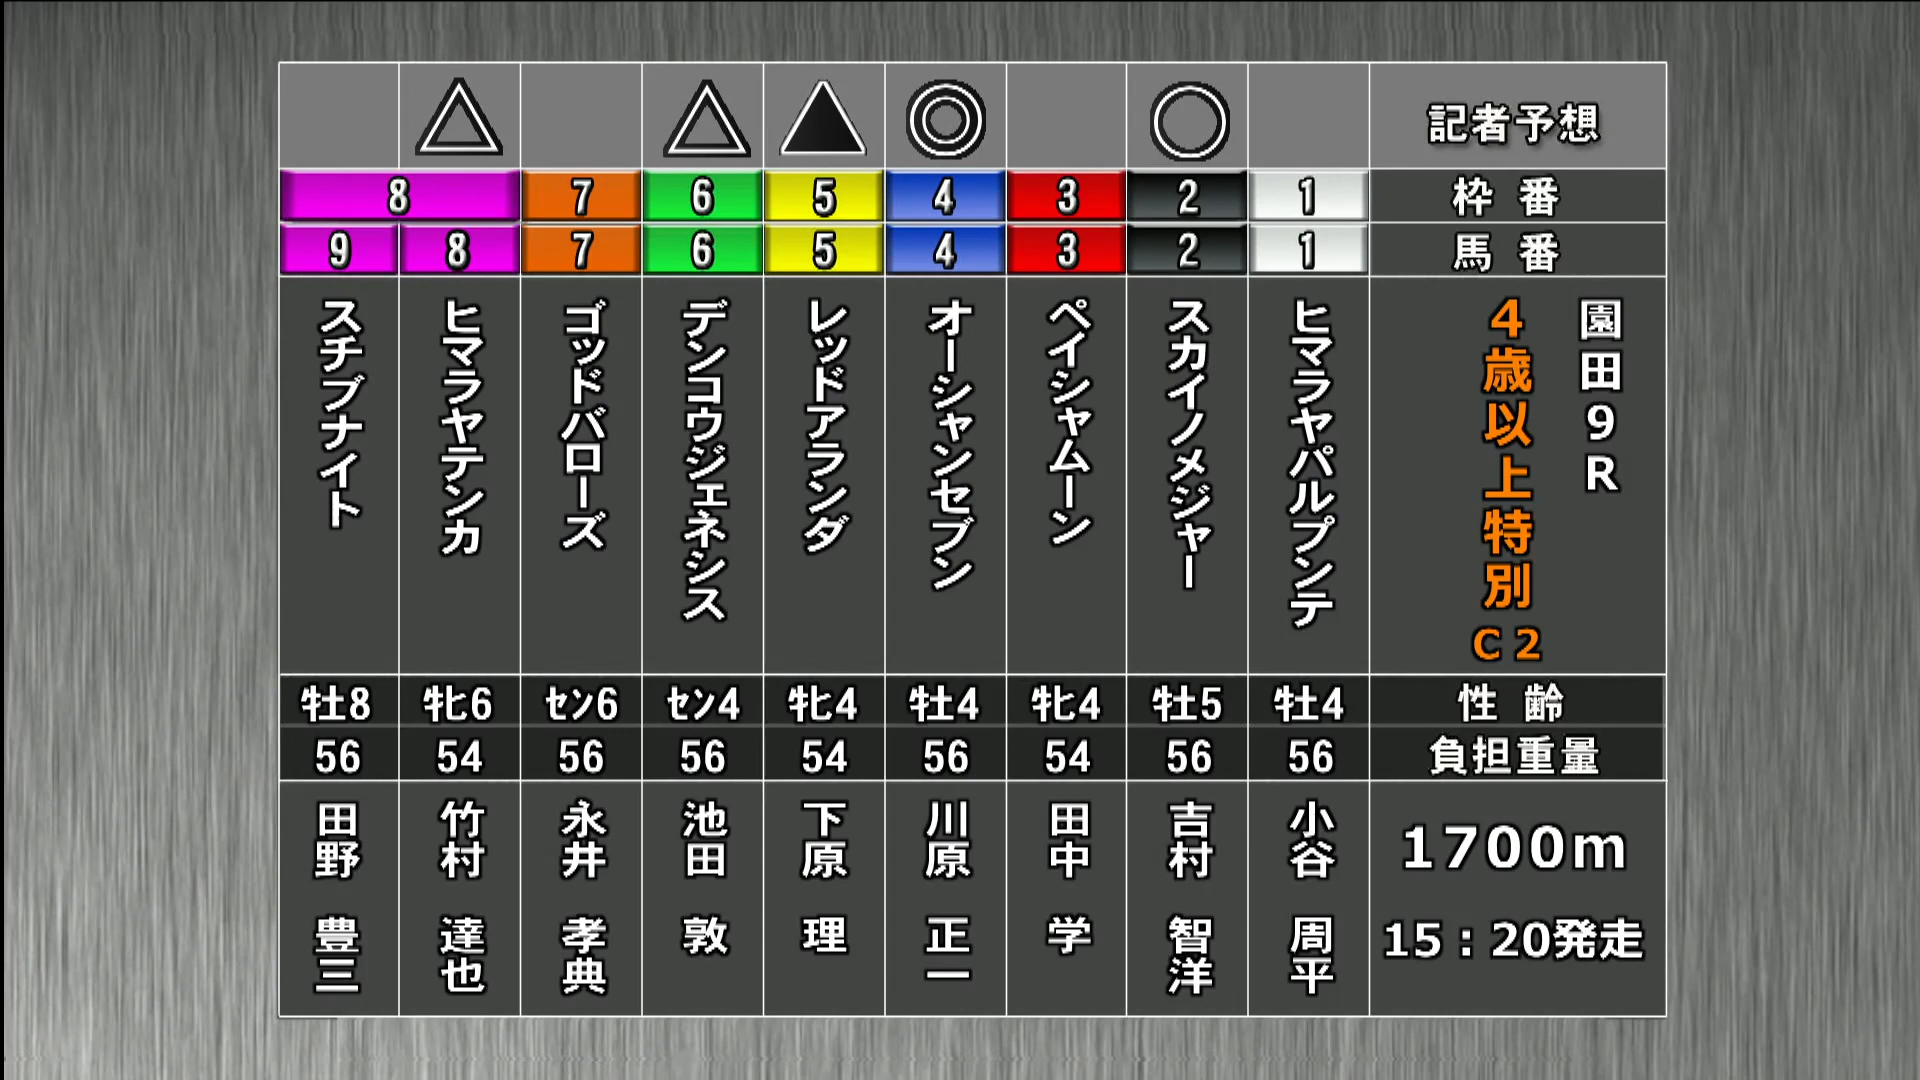 記者予想
◎
○
▲
△
△
枠番
1
2
3
4
5
6
7
8
馬番
1
2
3
4
5
6
7
8
9
園田9R
4歳以上特別
C2
ヒマラヤパルプンテ
スカイノメジャー
ペイシャムーン
オーシャンセブン
レッドアランダ
デンコウジェネシス
ゴッドバローズ
ヒマラヤテンカ
スチブナイト
性齢
牡4
牡5
牝4
牡4
牝4
セン4
セン6
牝6
牡8
負担重量
56
56
54
56
54
56
56
54
56
1700m
15:20発走
小谷 周平
吉村 智洋
田中 学
川原 正一
下原 理
池田 敦
永井 孝典
竹村 達也
田野 豊三